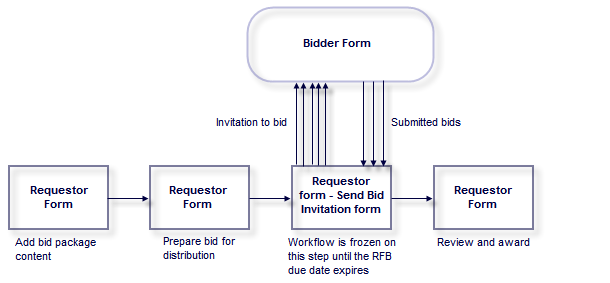 Bidder Form
Invitation to bid
Submitted bids
Requestor
Form
Requestor
Form
Requestor
form - Send Bid
Invitation form
Requestor
Form
Add bid package
content
Prepare bid for
distribution
Workflow is frozen on
this step until the RFB
due date expires
Review and award